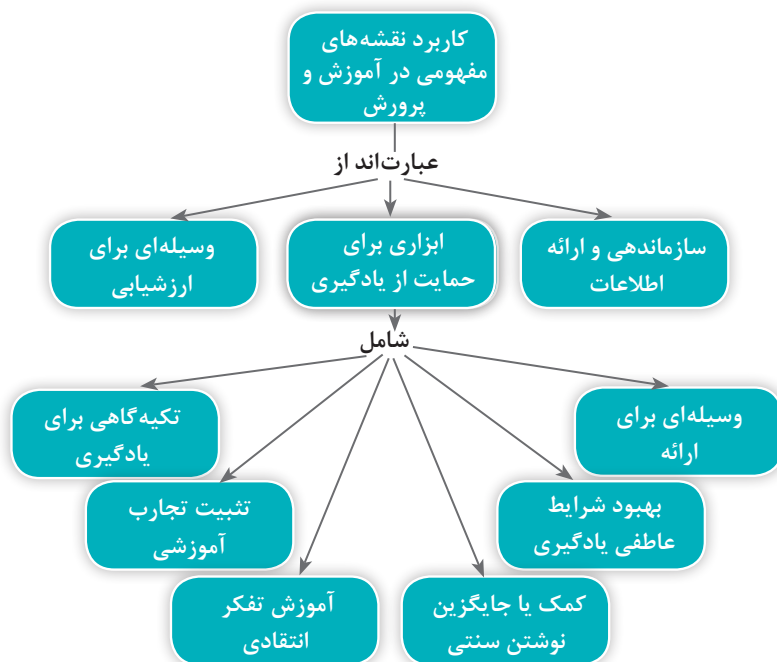 کاربرد نقشه‌های
مفهومی در آموزش و
پرورش
عبارت‌اند از
سازماندهی و ارائه
اطلاعات
ابزاری برای
حمایت از یادگیری
وسیله‌ای برای
ارزشیابی
شامل
وسیله‌ای برای
ارائه
تکیه‌گاهی برای
یادگیری
بهبود شرایط
عاطفی یادگیری
تثبیت تجارب
آموزشی
کمک یا جایگزین
نوشتن سنتی
آموزش تفکر
انتقادی